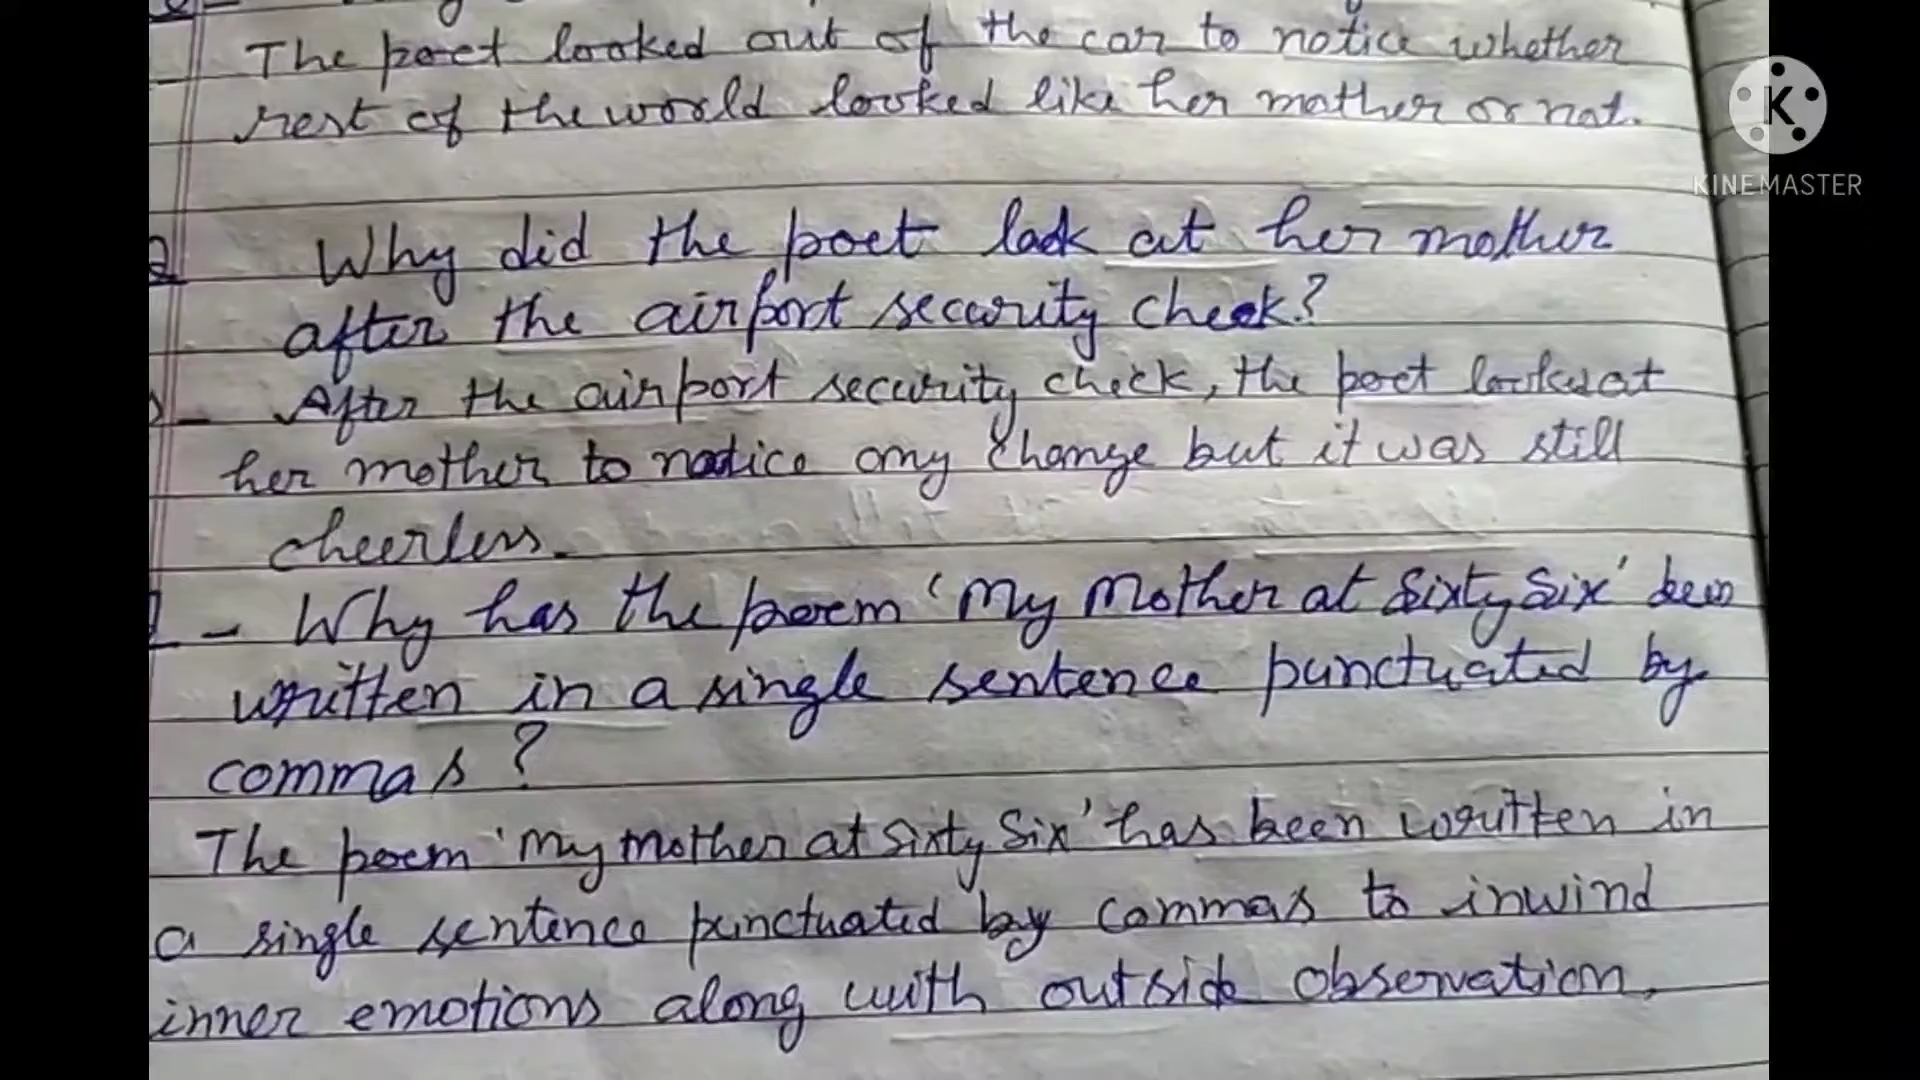 The poet looked out of the car to notice whether
rest of the world looked like her mother or not.
KINEMASTER
Why did the poet look at her mother
after the airport security check?
After the airport security check, the poet looked at
her mother to notice any change but it was still
cheerless.
- Why has the poem 'My Mother at Sixty Six' been
written in a single sentence punctuated by
commas?
The poem 'My mother at Sixty Six' has been written in
a single sentence punctuated by commas to inwind
inner emotions along with outside observation.